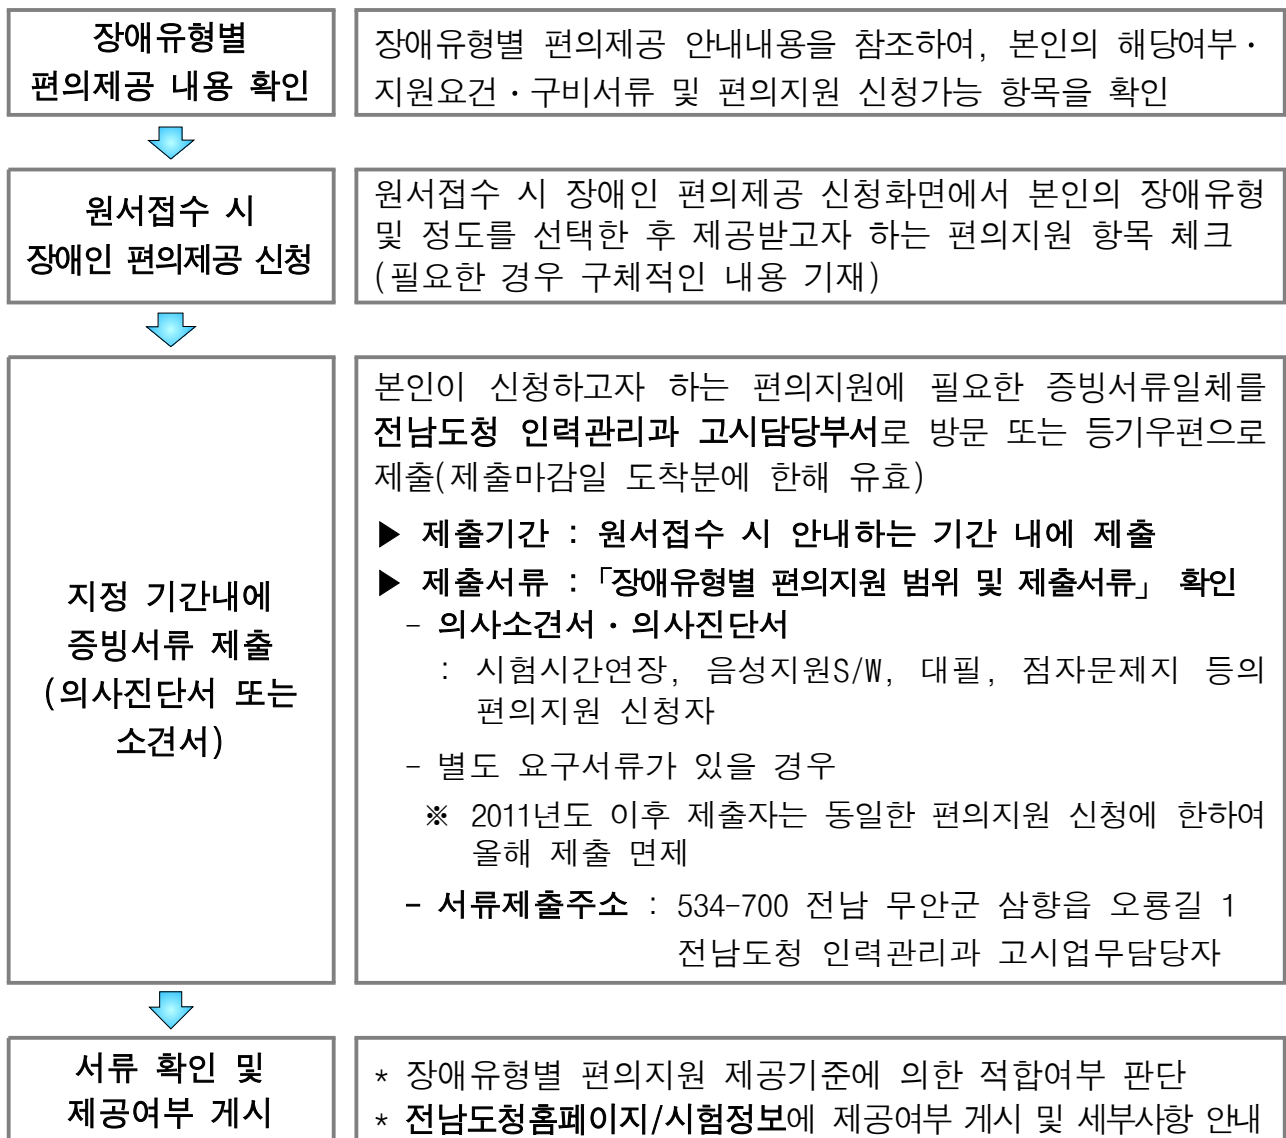 장애유형별
편의제공 내용 확인
장애유형별 편의제공 안내내용을 참조하여, 본인의 해당여부·
지원요건·구비서류 및 편의지원 신청가능 항목을 확인
원서접수 시
장애인 편의제공 신청
원서접수 시 장애인 편의제공 신청화면에서 본인의 장애유형
및 정도를 선택한 후 제공받고자 하는 편의지원 항목 체크
(필요한 경우 구체적인 내용 기재)
지정 기간내에
증빙서류 제출
(의사진단서 또는
소견서)
본인이 신청하고자 하는 편의지원에 필요한 증빙서류일체를
전남도청 인력관리과 고시담당부서로 방문 또는 등기우편으로
제출(제출마감일 도착분에 한해 유효)
▶ 제출기간 : 원서접수 시 안내하는 기간 내에 제출
▶ 제출서류 :「장애유형별 편의지원 범위 및 제출서류」 확인
- 의사소견서·의사진단서
: 시험시간연장, 음성지원S/W, 대필, 점자문제지 등의
편의지원 신청자
- 별도 요구서류가 있을 경우
※ 2011년도 이후 제출자는 동일한 편의지원 신청에 한하여
올해 제출 면제
- 서류제출주소 : 534-700 전남 무안군 삼향읍 오룡길 1
전남도청 인력관리과 고시업무담당자
서류 확인 및
제공여부 게시
* 장애유형별 편의지원 제공기준에 의한 적합여부 판단
* 전남도청홈페이지/시험정보에 제공여부 게시 및 세부사항 안내